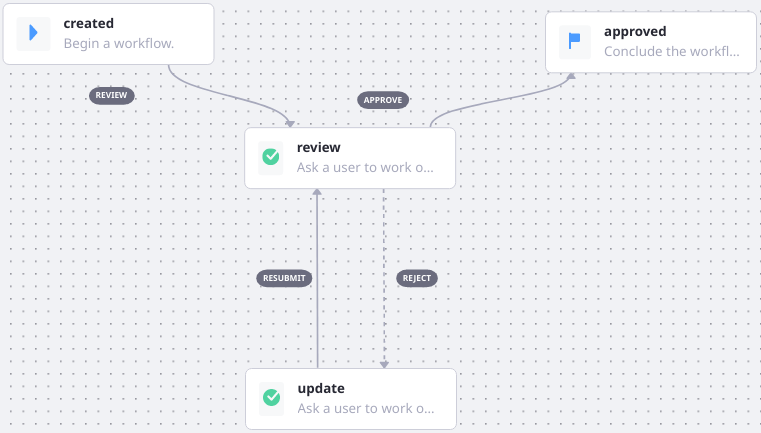 created
Begin a workflow.
approved
Conclude the workfl...
REVIEW
APPROVE
review
Ask a user to work o...
RESUBMIT
REJECT
update
Ask a user to work o...